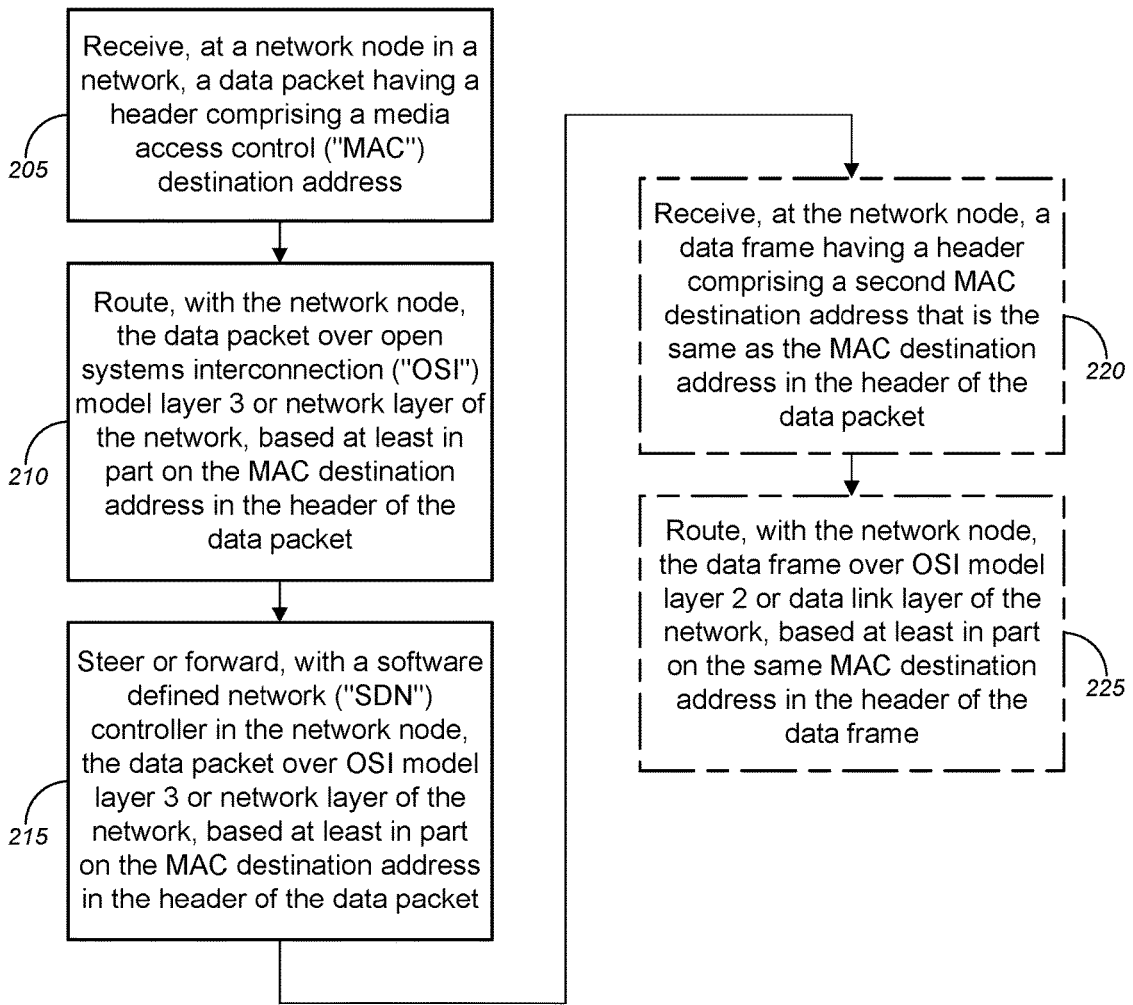 Receive, at a network node in a
network, a data packet having a
header comprising a media
access control ("MAC")
destination address
205
Route, with the network node,
the data packet over open
systems interconnection ("OSI")
model layer 3 or network layer of
the network, based at least in
part on the MAC destination
address in the header of the
data packet
210
Steer or forward, with a software
defined network ("SDN")
controller in the network node,
the data packet over OSI model
layer 3 or network layer of the
network, based at least in part
on the MAC destination address
in the header of the data packet
215
Receive, at the network node, a
data frame having a header
comprising a second MAC
destination address that is the
same as the MAC destination
address in the header of the
data packet
220
Route, with the network node,
the data frame over OSI model
layer 2 or data link layer of the
network, based at least in part
on the same MAC destination
address in the header of the
data frame
225